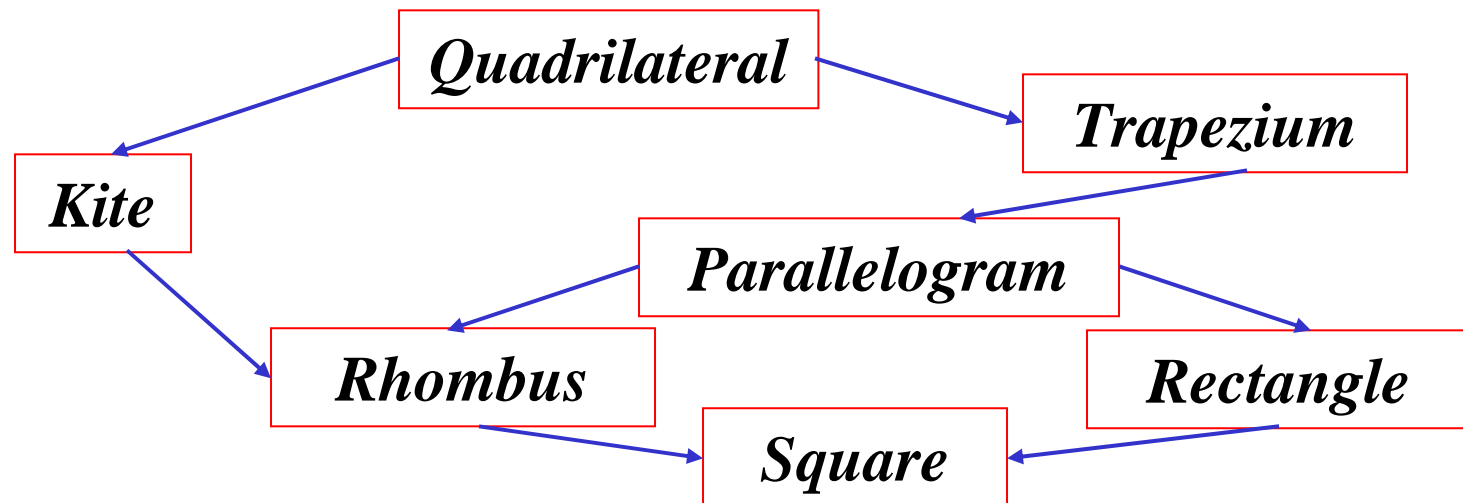 Quadrilateral
Trapezium
Kite
Parallelogram
Rhombus
Rectangle
Square